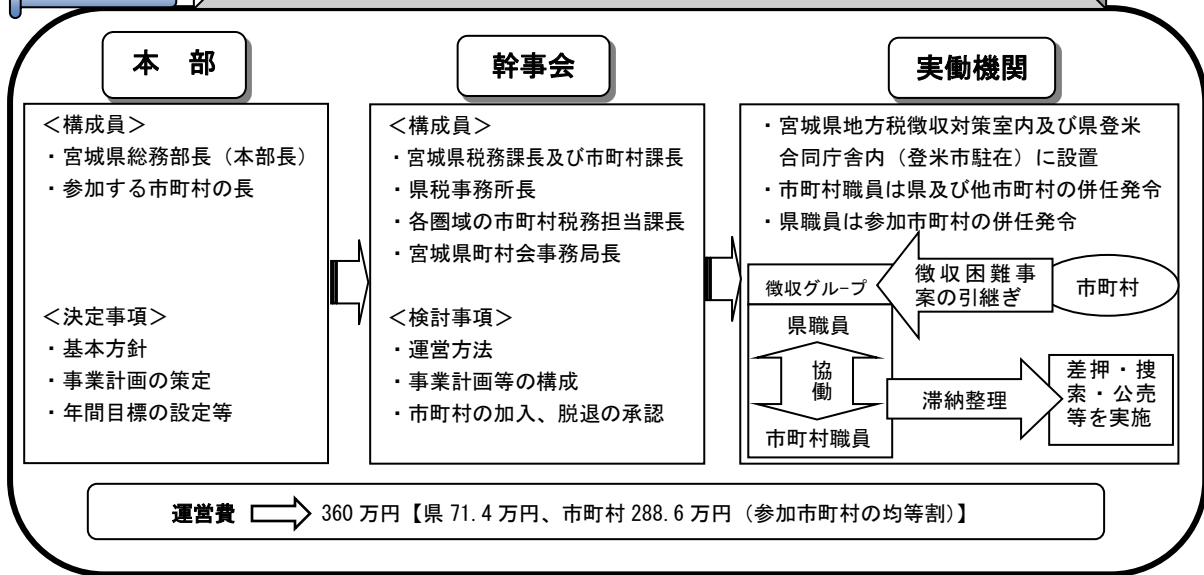 本　部
＜構成員＞
・宮城県総務部長（本部長）
・参加する市町村の長
＜決定事項＞
・基本方針
・事業計画の策定
・年間目標の設定等
幹事会
＜構成員＞
・宮城県税務課長及び市町村課長
・県税事務所長
・各圏域の市町村税務担当課長
・宮城県町村会事務局長
＜検討事項＞
・運営方法
・事業計画等の構成
・市町村の加入、脱退の承認
実働機関
・宮城県地方税徴収対策室内及び県登米
合同庁舎内（登米市駐在）に設置
・市町村職員は県及び他市町村の併任発令
・県職員は参加市町村の併任発令
徴収グループ
徴収困難事
案の引継ぎ
市町村
県職員
協
働
市町村職員
滞納整理
差押・捜
索・公売
等を実施
運営費
360 万円【県 71.4 万円、市町村 288.6 万円（参加市町村の均等割）】